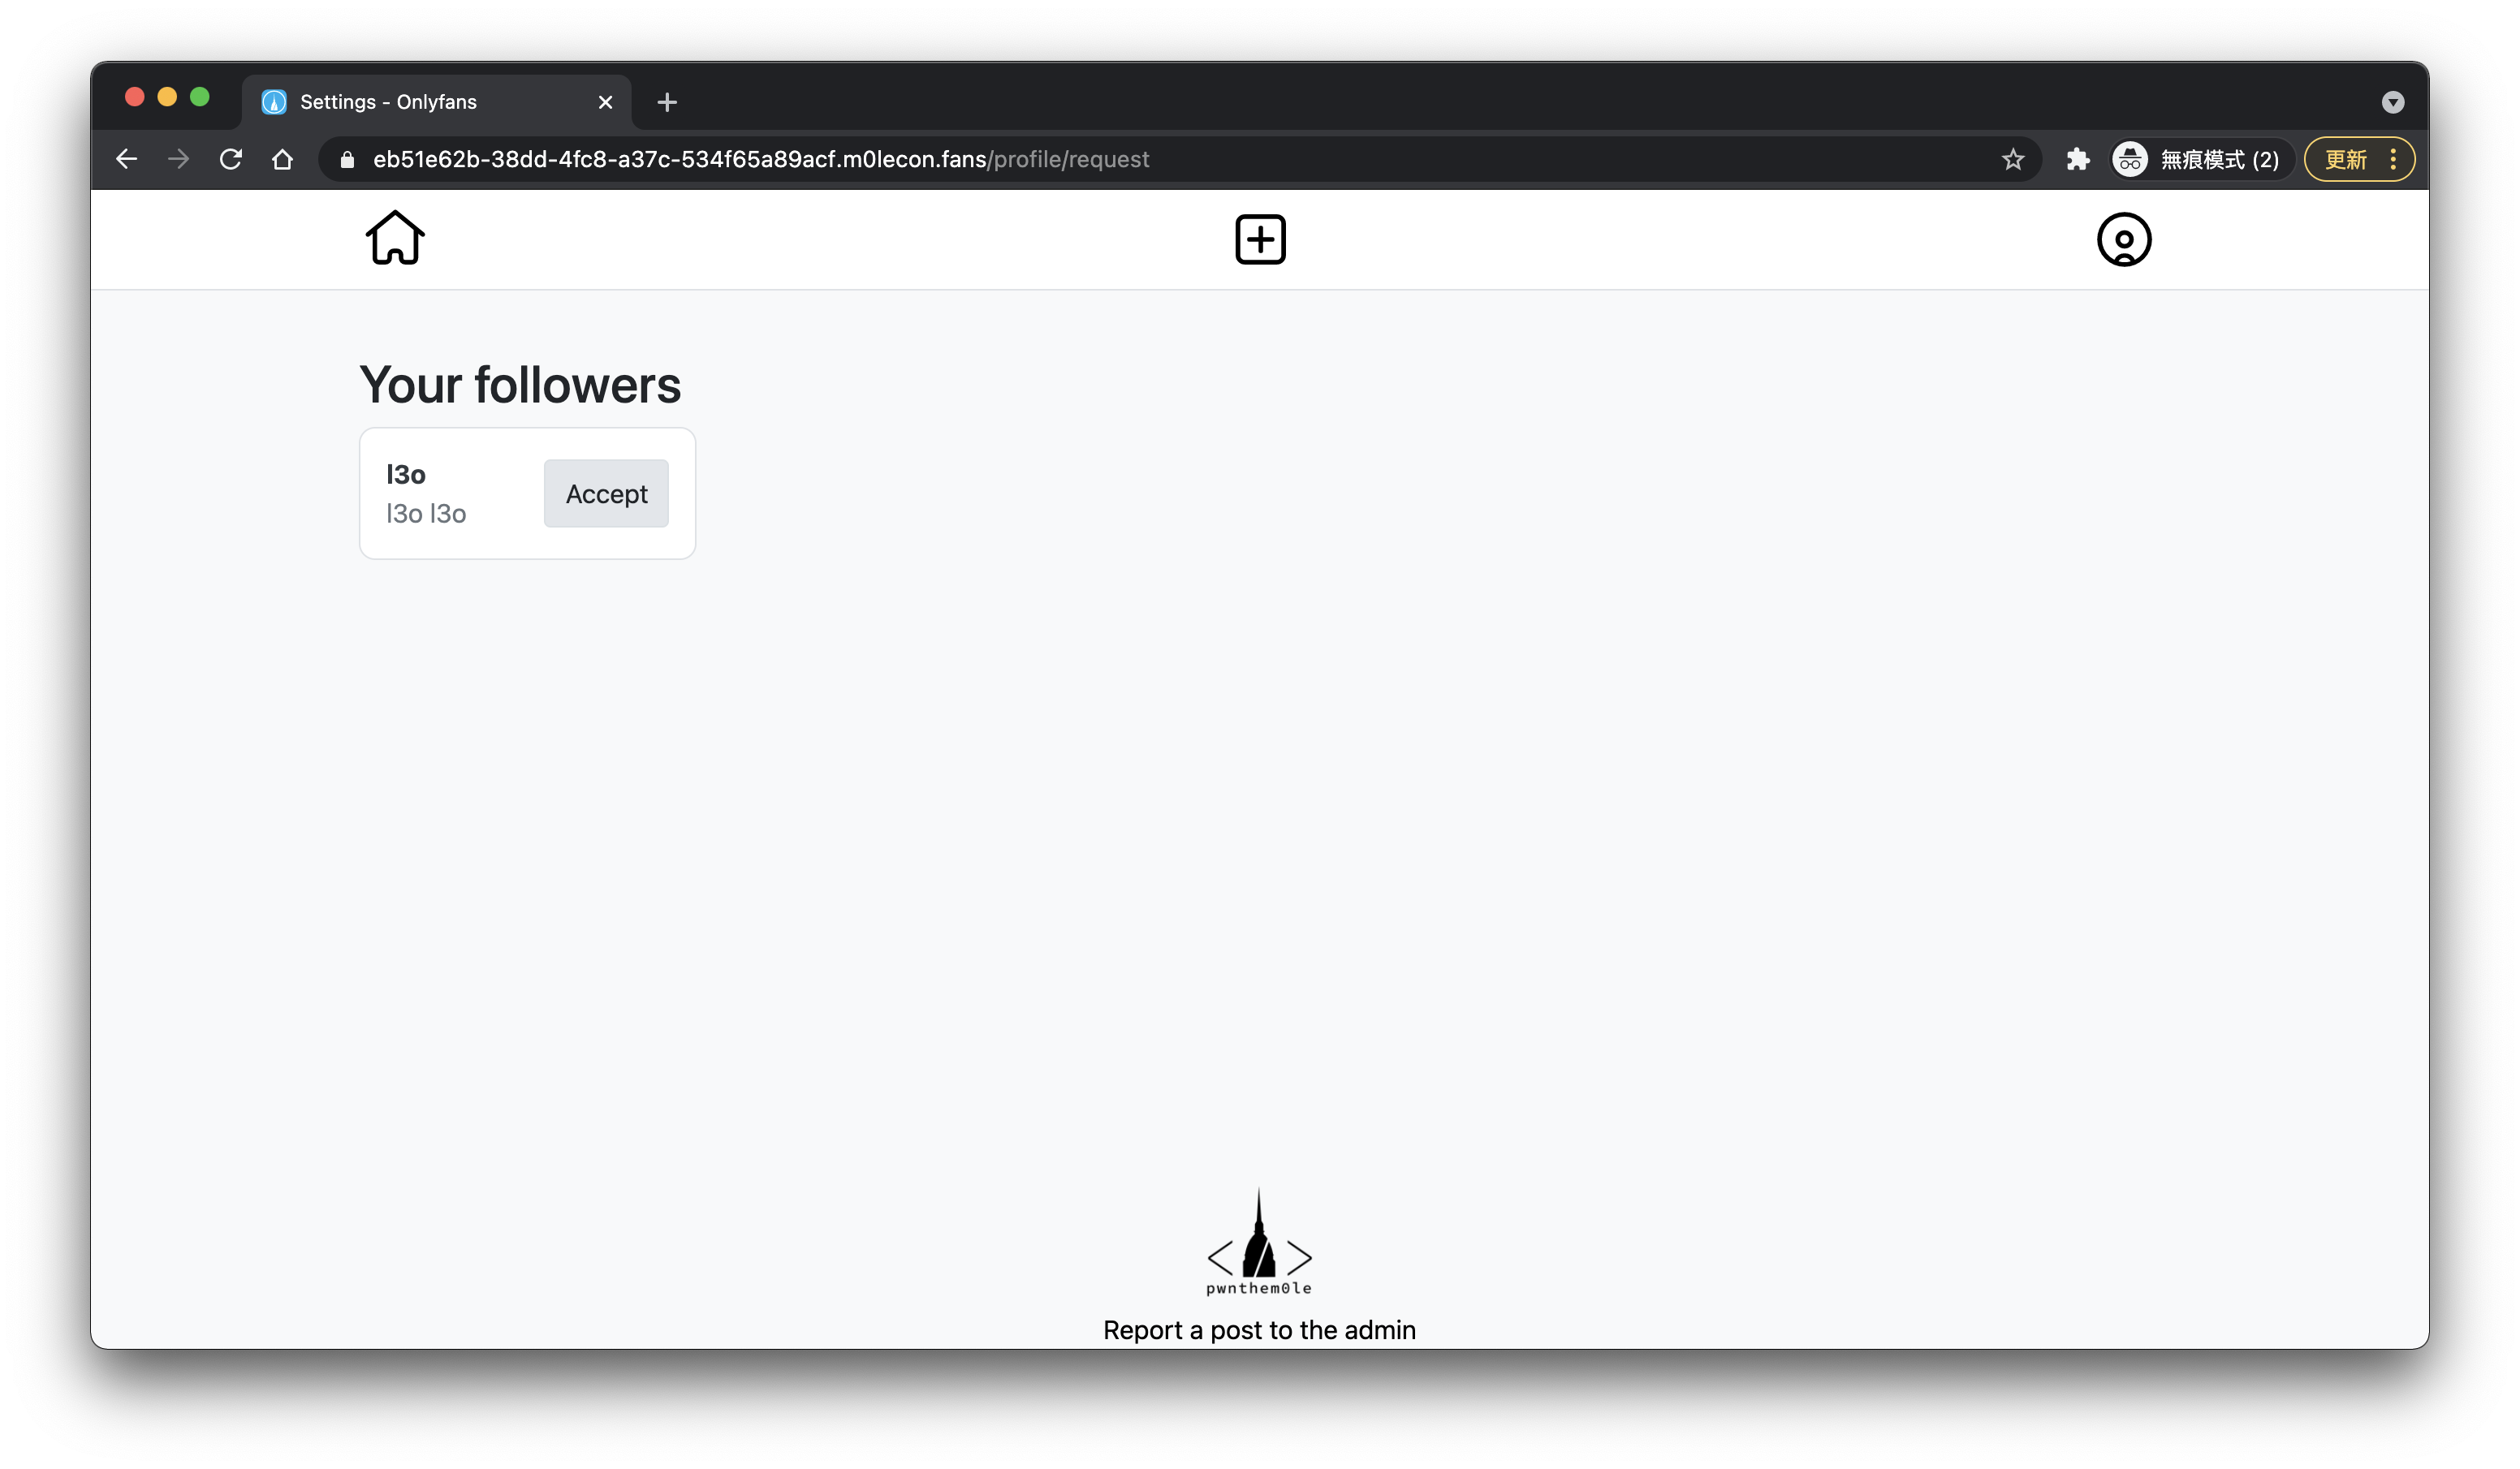 Settings - Onlyfans
eb51e62b-38dd-4fc8-a37c-534f65a89acf.m0lecon.fans/profile/request
無痕模式 (2)
更新
Your followers
l3o
l3o l3o
Accept
pwnthem0le
Report a post to the admin